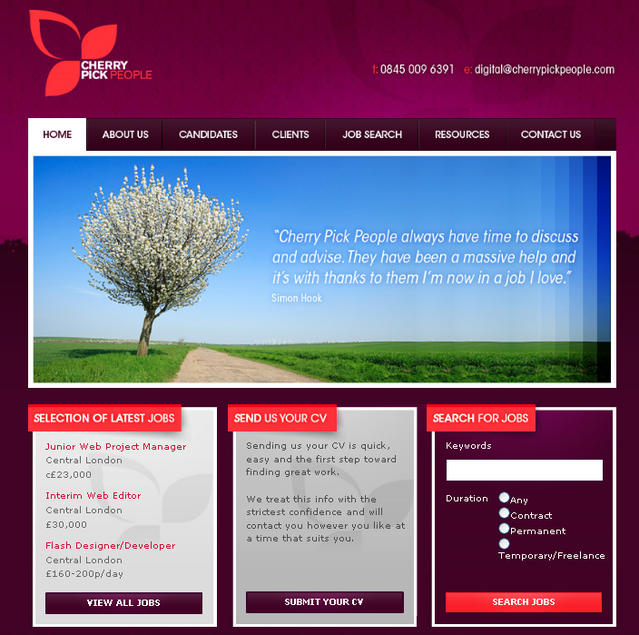 CHERRY
PICK PEOPLE
t: 0845 009 6391 e: digital@cherrypickpeople.com
HOME ABOUT US CANDIDATES CLIENTS JOB SEARCH RESOURCES CONTACT US
“Cherry Pick People always have time to discuss
and advise. They have been a massive help and
it’s with thanks to them I’m now in a job I love.”
Simon Hook
SELECTION OF LATEST JOBS
Junior Web Project Manager
Central London
c£23,000
Interim Web Editor
Central London
£30,000
Flash Designer/Developer
Central London
£160-200p/day
VIEW ALL JOBS
SEND US YOUR CV
Sending us your CV is quick,
easy and the first step toward
finding great work.
We treat this info with the
strictest confidence and will
contact you however you like at
a time that suits you.
SUBMIT YOUR CV
SEARCH FOR JOBS
Keywords
Duration Any
Contract
Permanent
Temporary/Freelance
SEARCH JOBS